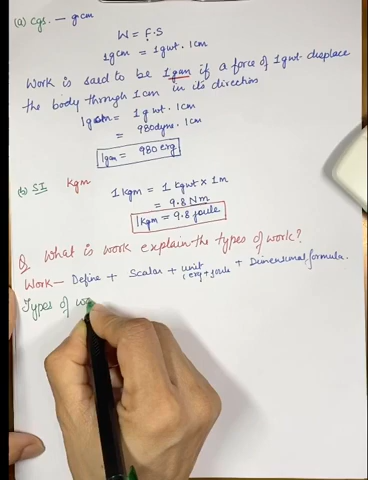 (a) Cgs. — gcm
W = F.S
1gcm = 1gwt. 1cm
Work is said to be 1gcm if a force of 1gwt. displace
the body through 1cm in its direction
1gcm = 1gwt. 1cm
= 980dyne. 1cm
1gcm = 980 erg
(b) SI kgm
1kgm = 1 kgwt x 1m
= 9.8 Nm
1kgm = 9.8 joule
Q What is work explain the types of work?
Work — Define + Scalar + unit + Dimensional formula.
(erg + joule
Types of wo